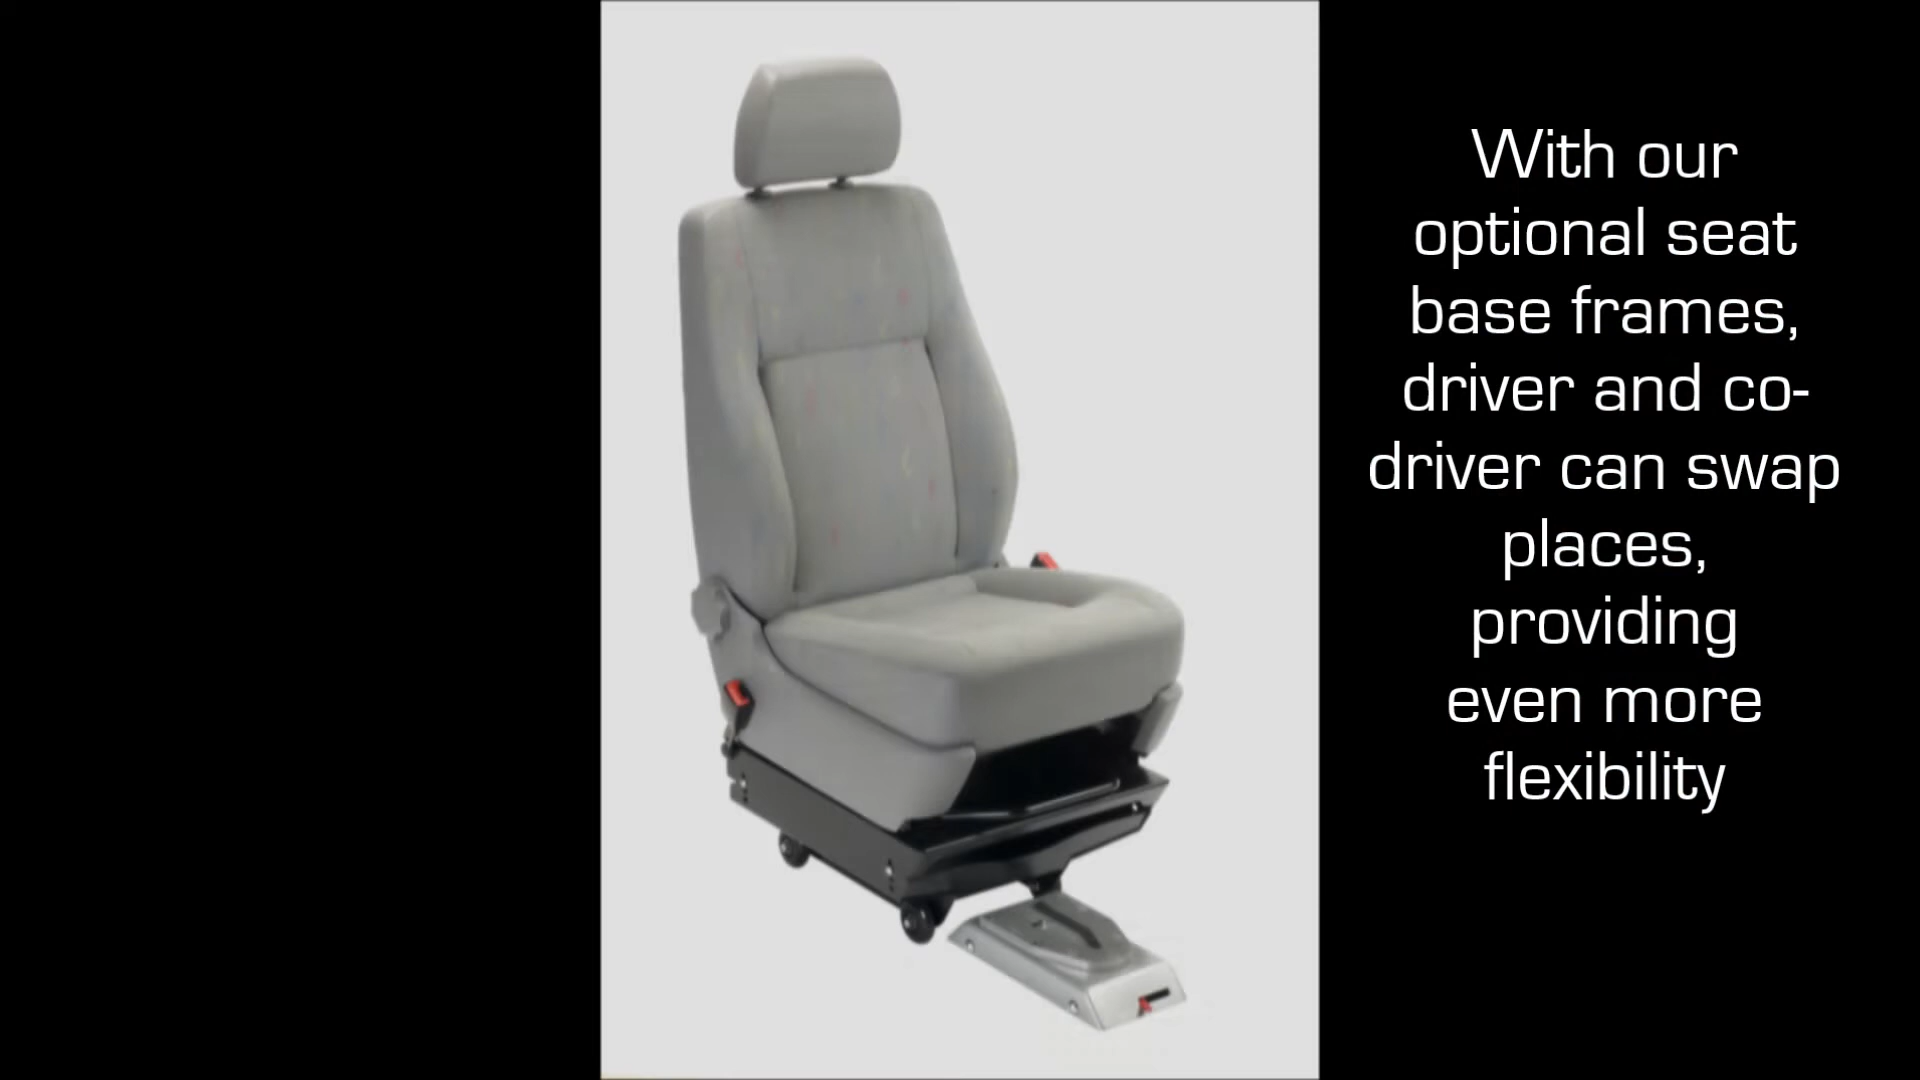 With our
optional seat
base frames,
driver and co-
driver can swap
places,
providing
even more
flexibility